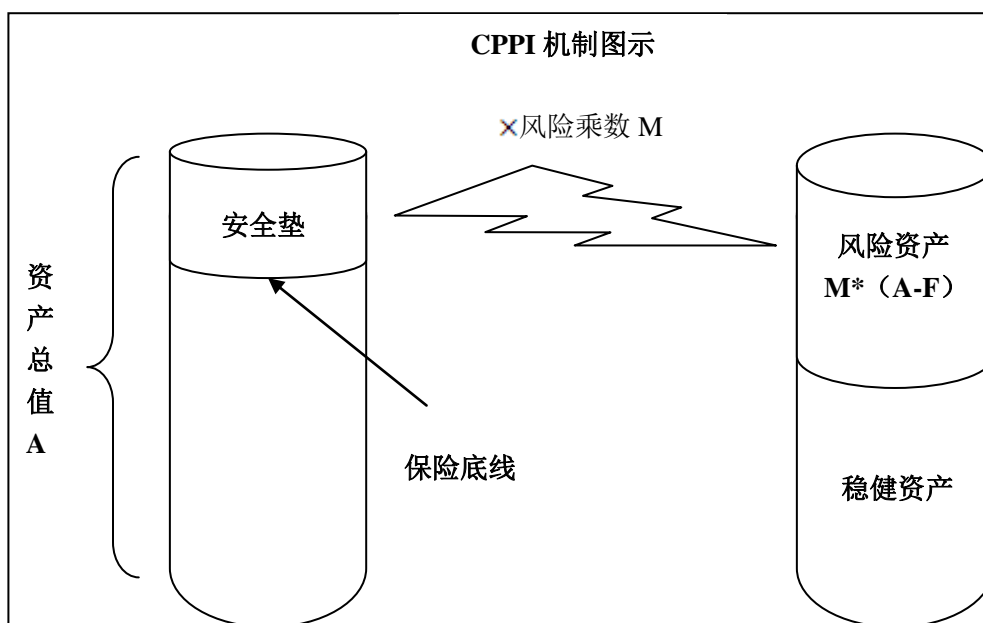 CPPI 机制图示
×风险乘数 M
安全垫
风险资产
M*（A-F）
资
产
总
值
A
保险底线
稳健资产